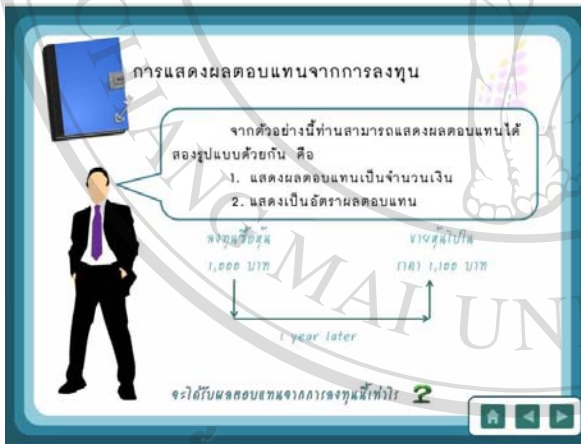 การแสดงผลตอบแทนจากการลงทุน
จากตัวอย่างนี้ท่านสามารถแสดงผลตอบแทนได้
สองรูปแบบด้วยกัน คือ
1. แสดงผลตอบแทนเป็นจำนวนเงิน
2. แสดงเป็นอัตราผลตอบแทน
ลงทุนซื้อหุ้น
1,000 บาท
ขายหุ้นไปใน
ราคา 1,100 บาท
1 year later
จะได้รับผลตอบแทนจากการลงทุนนี้เท่าไร ?
CHIANG MAI UNI